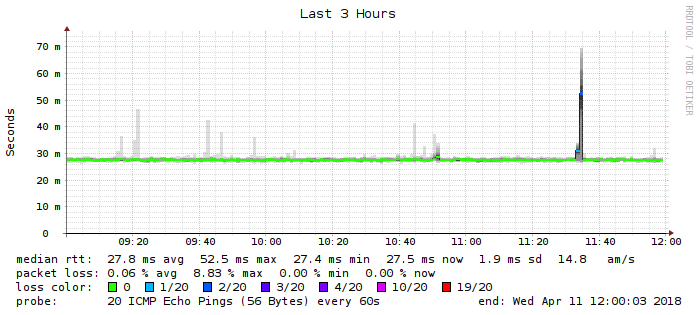 Last 3 Hours
RRDTOOL / TOBI OETIKER
Seconds
70 m
60 m
50 m
40 m
30 m
20 m
10 m
0
09:20 09:40 10:00 10:20 10:40 11:00 11:20 11:40 12:00
median rtt: 27.8 ms avg 52.5 ms max 27.4 ms min 27.5 ms now 1.9 ms sd 14.8 am/s
packet loss: 0.06 % avg 8.83 % max 0.00 % min 0.00 % now
loss color: 0 1/20 2/20 3/20 4/20 10/20 19/20
probe: 20 ICMP Echo Pings (56 Bytes) every 60s end: Wed Apr 11 12:00:03 2018